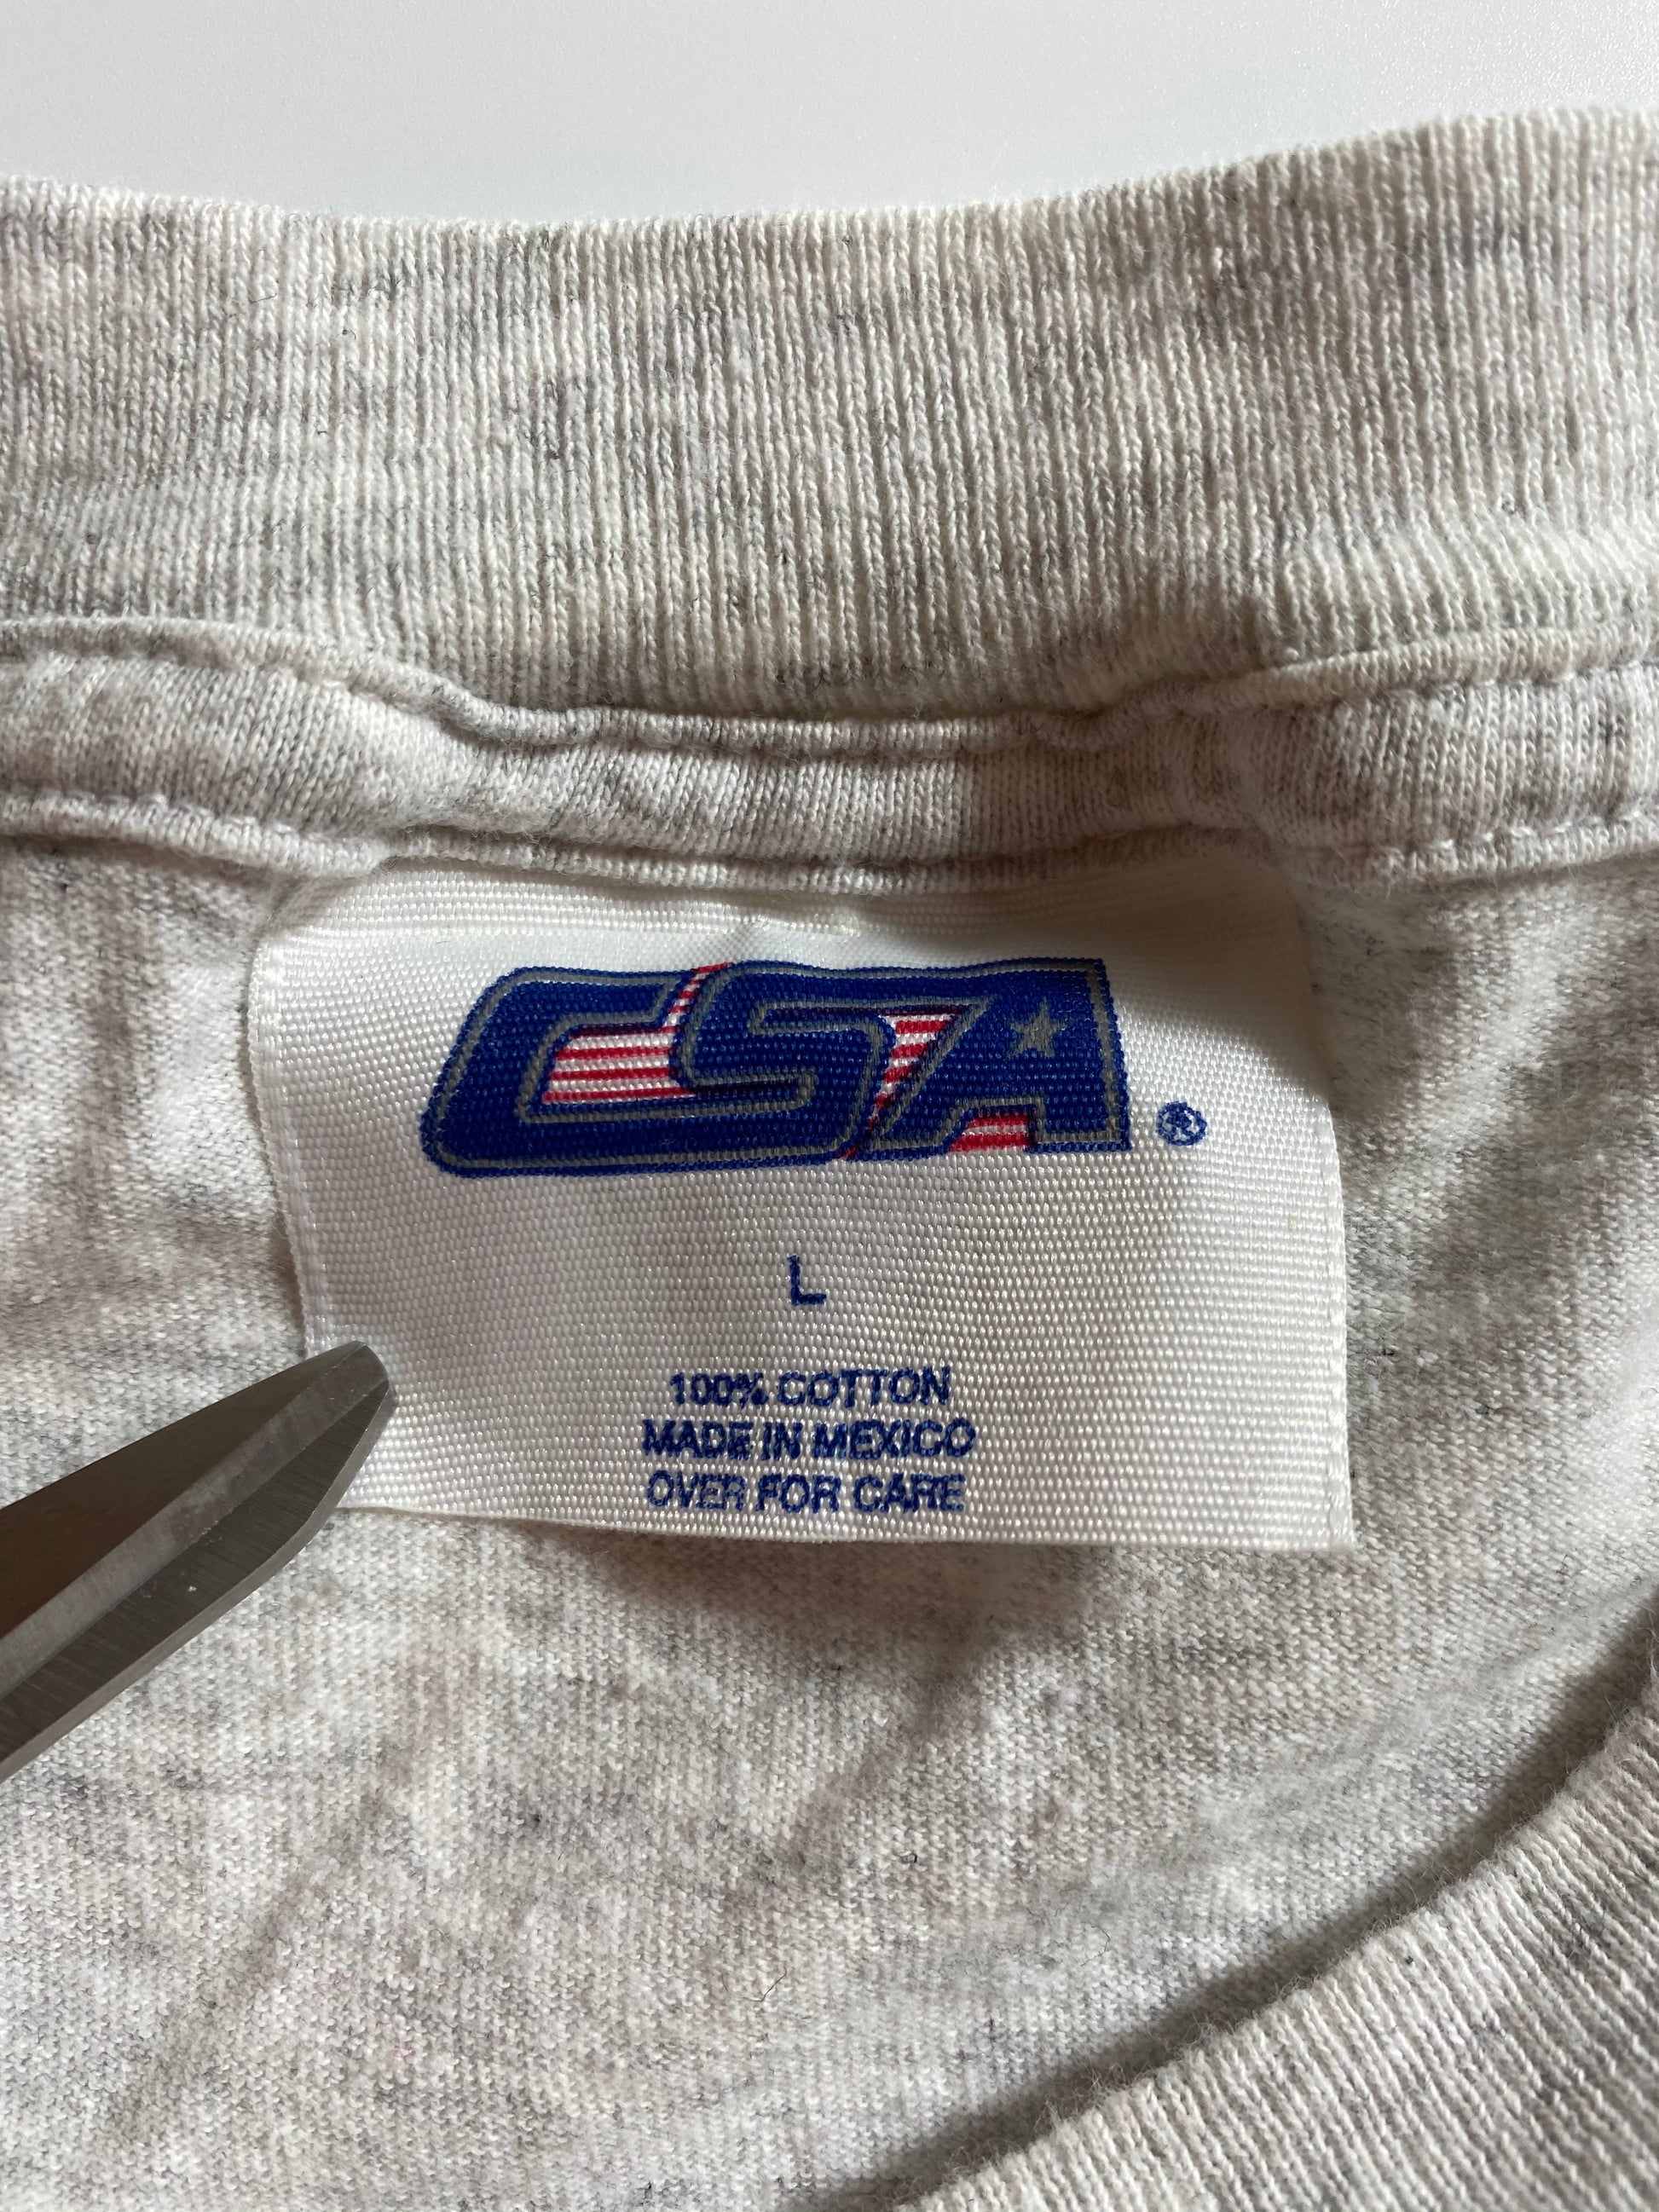 CSA®
L
100% COTTON
MADE IN MEXICO
OVER FOR CARE